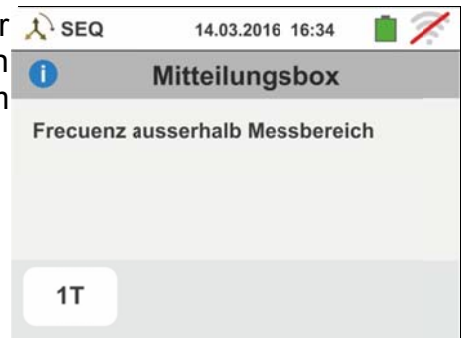 r
n
n
SEQ 14.03.2016 16:34
Mitteilungsbox
Frecuenz ausserhalb Messbereich
1T